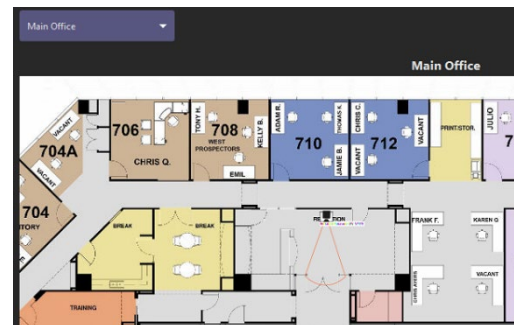 Main Office
Main Office
VACANT
704A
VACANT
704
706
CHRIS Q.
TONY H.
708
WEST
PROSPECTORS
KELLY B.
EMIL
ADAM R.
710
THOMAS K.
JAMIE B.
CHRIS C.
712
VACANT
VACANT
PRINT/STOR.
JULIO
7
BREAK
BREAK
FRANK F.
KAREN O
VACANT
TRAINING